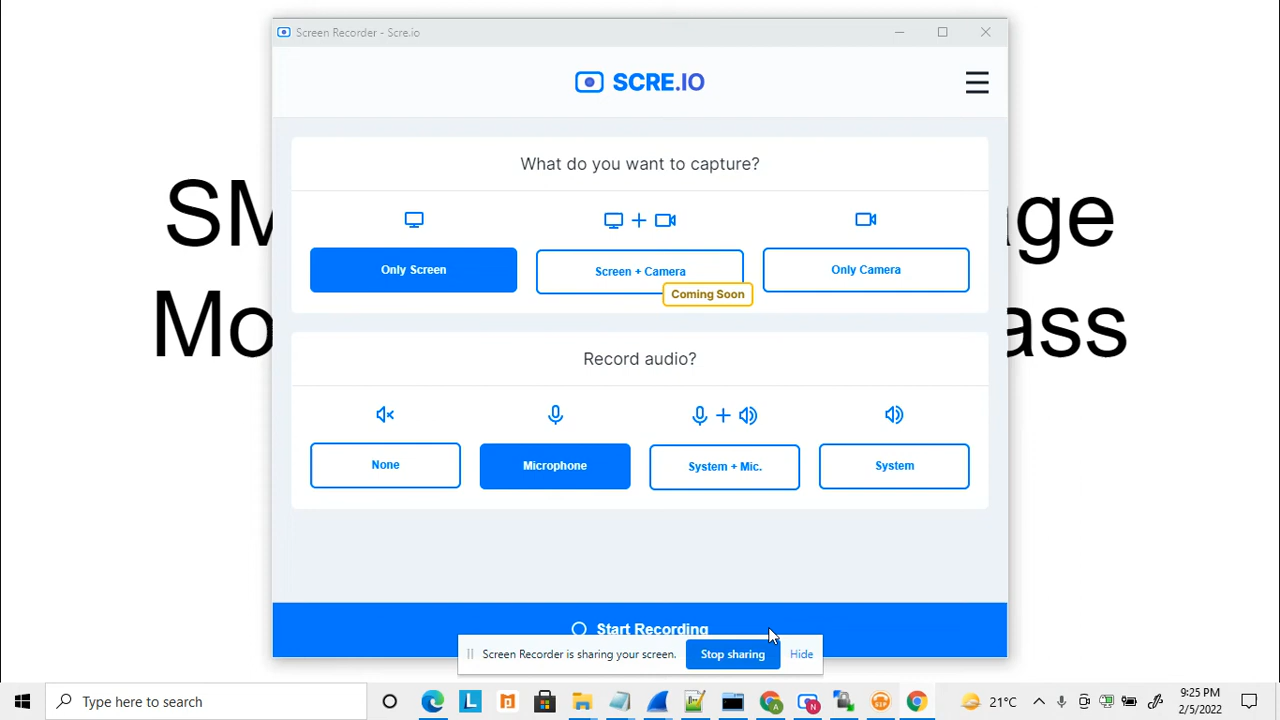 Screen Recorder - Scre.io
SCRE.IO
What do you want to capture?
Only Screen
Screen + Camera
Only Camera
Coming Soon
SM
age
Mo
ass
Record audio?
None
Microphone
System + Mic.
System
Start Recording
Screen Recorder is sharing your screen.
Stop sharing
Hide
Type here to search
21°C
9:25 PM
2/5/2022